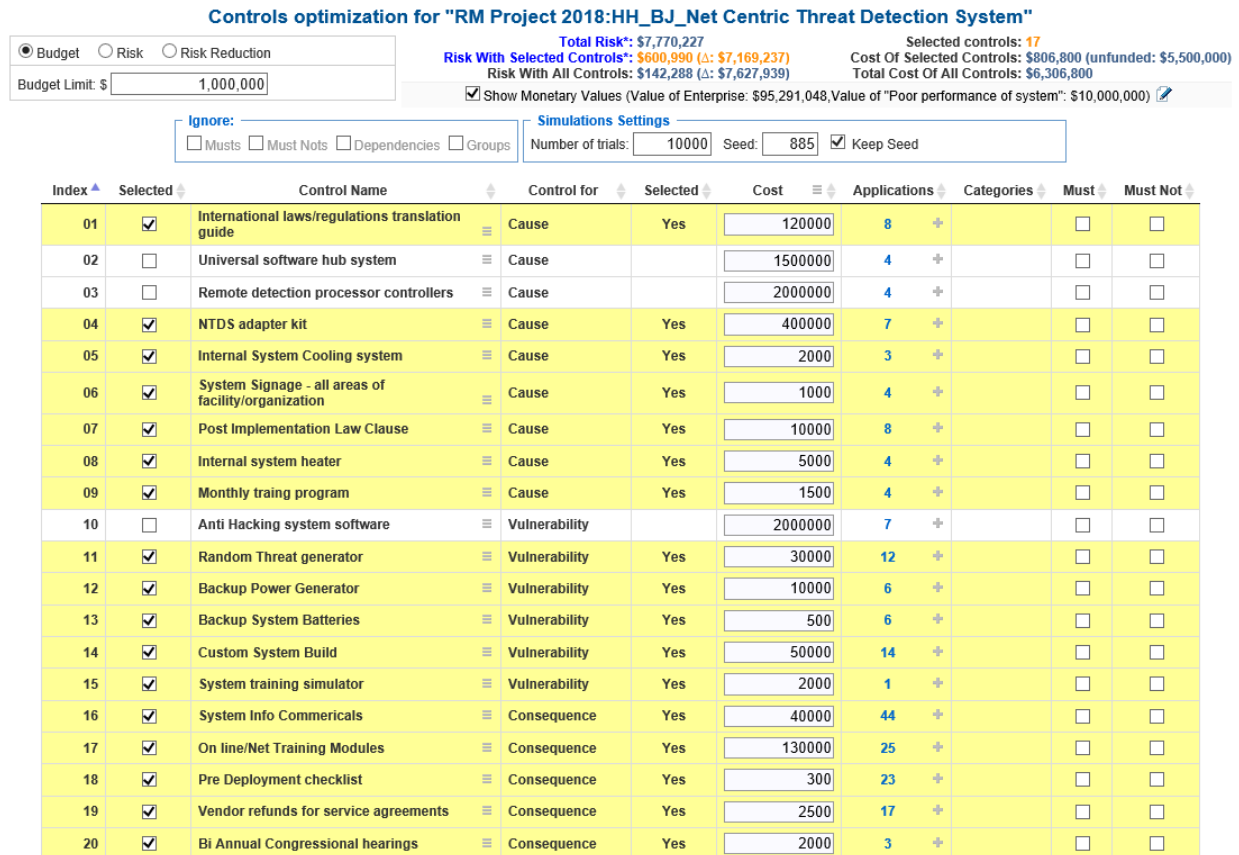 Controls optimization for "RM Project 2018:HH_BJ_Net Centric Threat Detection System"
Budget Risk Risk Reduction
Budget Limit: $ 1,000,000
Total Risk*: $7,770,227
Risk With Selected Controls*: $600,990 (Δ: $7,169,237)
Risk With All Controls: $142,288 (Δ: $7,627,939)
Selected controls: 17
Cost Of Selected Controls: $806,800 (unfunded: $5,500,000)
Total Cost Of All Controls: $6,306,800
Show Monetary Values (Value of Enterprise: $95,291,048,Value of "Poor performance of system": $10,000,000)
Ignore:
Musts Must Nots Dependencies Groups
Simulations Settings
Number of trials: 10000 Seed: 885 Keep Seed
Index Selected Control Name Control for Selected Cost Applications Categories Must Must Not
01 International laws/regulations translation
guide Cause Yes 120000 8
02 Universal software hub system Cause 1500000 4
03 Remote detection processor controllers Cause 2000000 4
04 NTDS adapter kit Cause Yes 400000 7
05 Internal System Cooling system Cause Yes 2000 3
06 System Signage - all areas of
facility/organization Cause Yes 1000 4
07 Post Implementation Law Clause Cause Yes 10000 8
08 Internal system heater Cause Yes 5000 4
09 Monthly traing program Cause Yes 1500 4
10 Anti Hacking system software Vulnerability 2000000 7
11 Random Threat generator Vulnerability Yes 30000 12
12 Backup Power Generator Vulnerability Yes 10000 6
13 Backup System Batteries Vulnerability Yes 500 6
14 Custom System Build Vulnerability Yes 50000 14
15 System training simulator Vulnerability Yes 2000 1
16 System Info Commericals Consequence Yes 40000 44
17 On line/Net Training Modules Consequence Yes 130000 25
18 Pre Deployment checklist Consequence Yes 300 23
19 Vendor refunds for service agreements Consequence Yes 2500 17
20 Bi Annual Congressional hearings Consequence Yes 2000 3